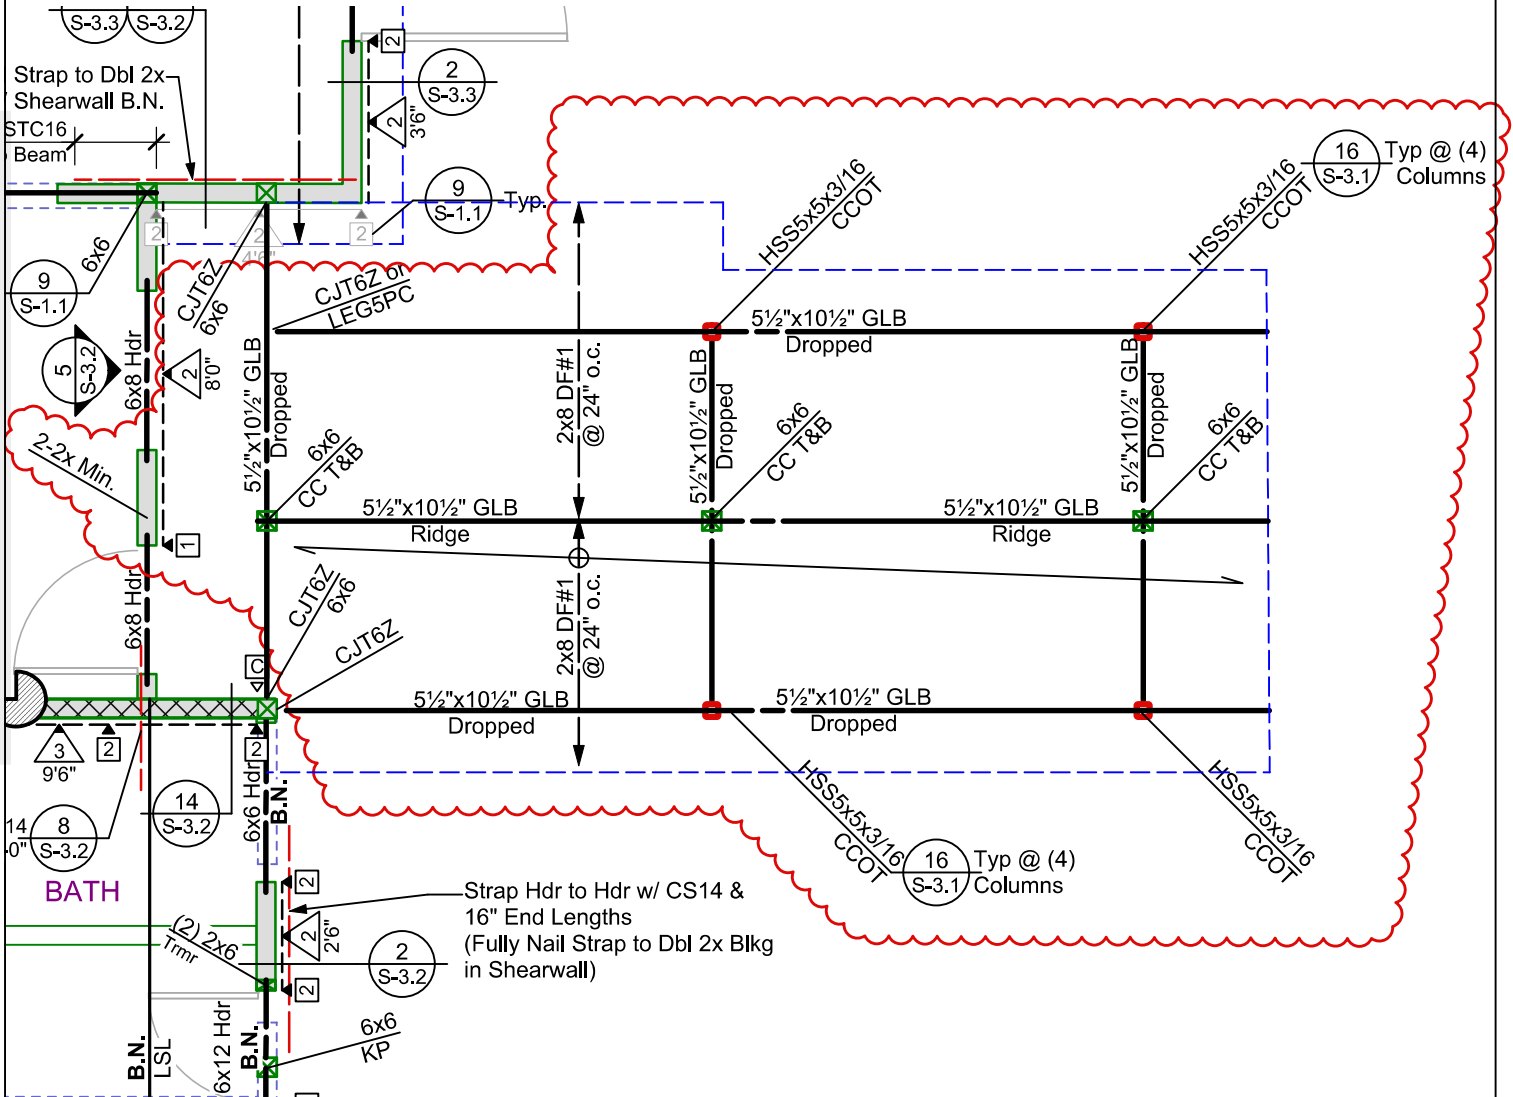 S-3.3
S-3.2
Strap to Dbl 2x
Shearwall B.N.
STC16
Beam
2
2
S-3.3
2
3'6"
9
S-1.1
Typ.
16
S-3.1
Typ @ (4)
Columns
HSS5x5x3/16
CCOT
HSS5x5x3/16
CCOT
2
2
4'6"
2
6x6
9
S-1.1
CJT6Z
6x6
CJT6Z or
LEG5PC
5½"x10½" GLB
Dropped
5
S-3.2
6x8 Hdr
2
8'0"
5½"x10½" GLB
Dropped
2x8 DF#1
@ 24" o.c.
5½"x10½" GLB
Dropped
5½"x10½" GLB
Dropped
6x6
CC T&B
6x6
CC T&B
6x6
CC T&B
2-2x Min.
5½"x10½" GLB
Ridge
5½"x10½" GLB
Ridge
1
6x8 Hdr
CJT6Z
6x6
2x8 DF#1
@ 24" o.c.
CJT6Z
C
5½"x10½" GLB
Dropped
5½"x10½" GLB
Dropped
3
9'6"
2
2
14
S-3.2
6x6 Hdr
B.N.
HSS5x5x3/16
CCOT
HSS5x5x3/16
CCOT
14
-0"
8
S-3.2
16
S-3.1
Typ @ (4)
Columns
BATH
2
Strap Hdr to Hdr w/ CS14 &
16" End Lengths
(Fully Nail Strap to Dbl 2x Blkg
in Shearwall)
(2) 2x6
Trmr
2
2'6"
2
S-3.2
2
6x6
KP
B.N.
LSL
6x12 Hdr
B.N.